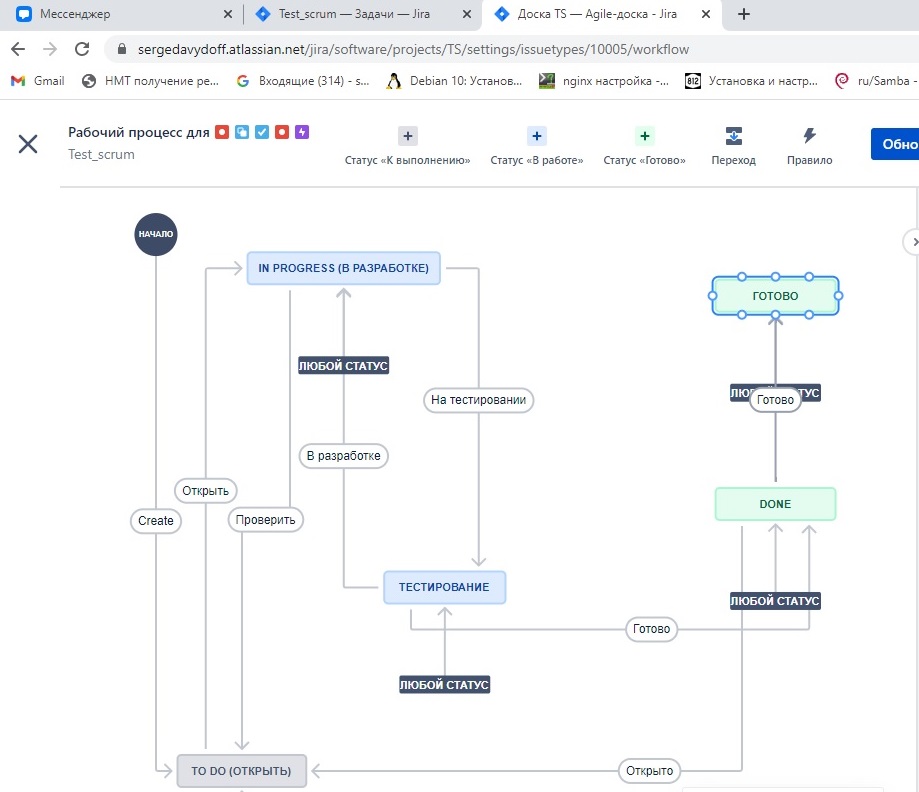 Мессенджер
Test_scrum — Задачи — Jira
Доска TS — Agile-доска - Jira
sergedavydoff.atlassian.net/jira/software/projects/TS/settings/issuetypes/10005/workflow
Gmail
НМТ получение ре...
Входящие (314) - s...
Debian 10: Установ...
nginx настройка -...
812
Установка и настр...
ru/Samba -
Рабочий процесс для
Test_scrum
Статус «К выполнению»
Статус «В работе»
Статус «Готово»
Переход
Правило
Обно
НАЧАЛО
IN PROGRESS (В РАЗРАБОТКЕ)
ГОТОВО
ЛЮБОЙ СТАТУС
На тестировании
Готово
В разработке
Открыть
Create
Проверить
DONE
ТЕСТИРОВАНИЕ
ЛЮБОЙ СТАТУС
Готово
ЛЮБОЙ СТАТУС
TO DO (ОТКРЫТЬ)
Открыто